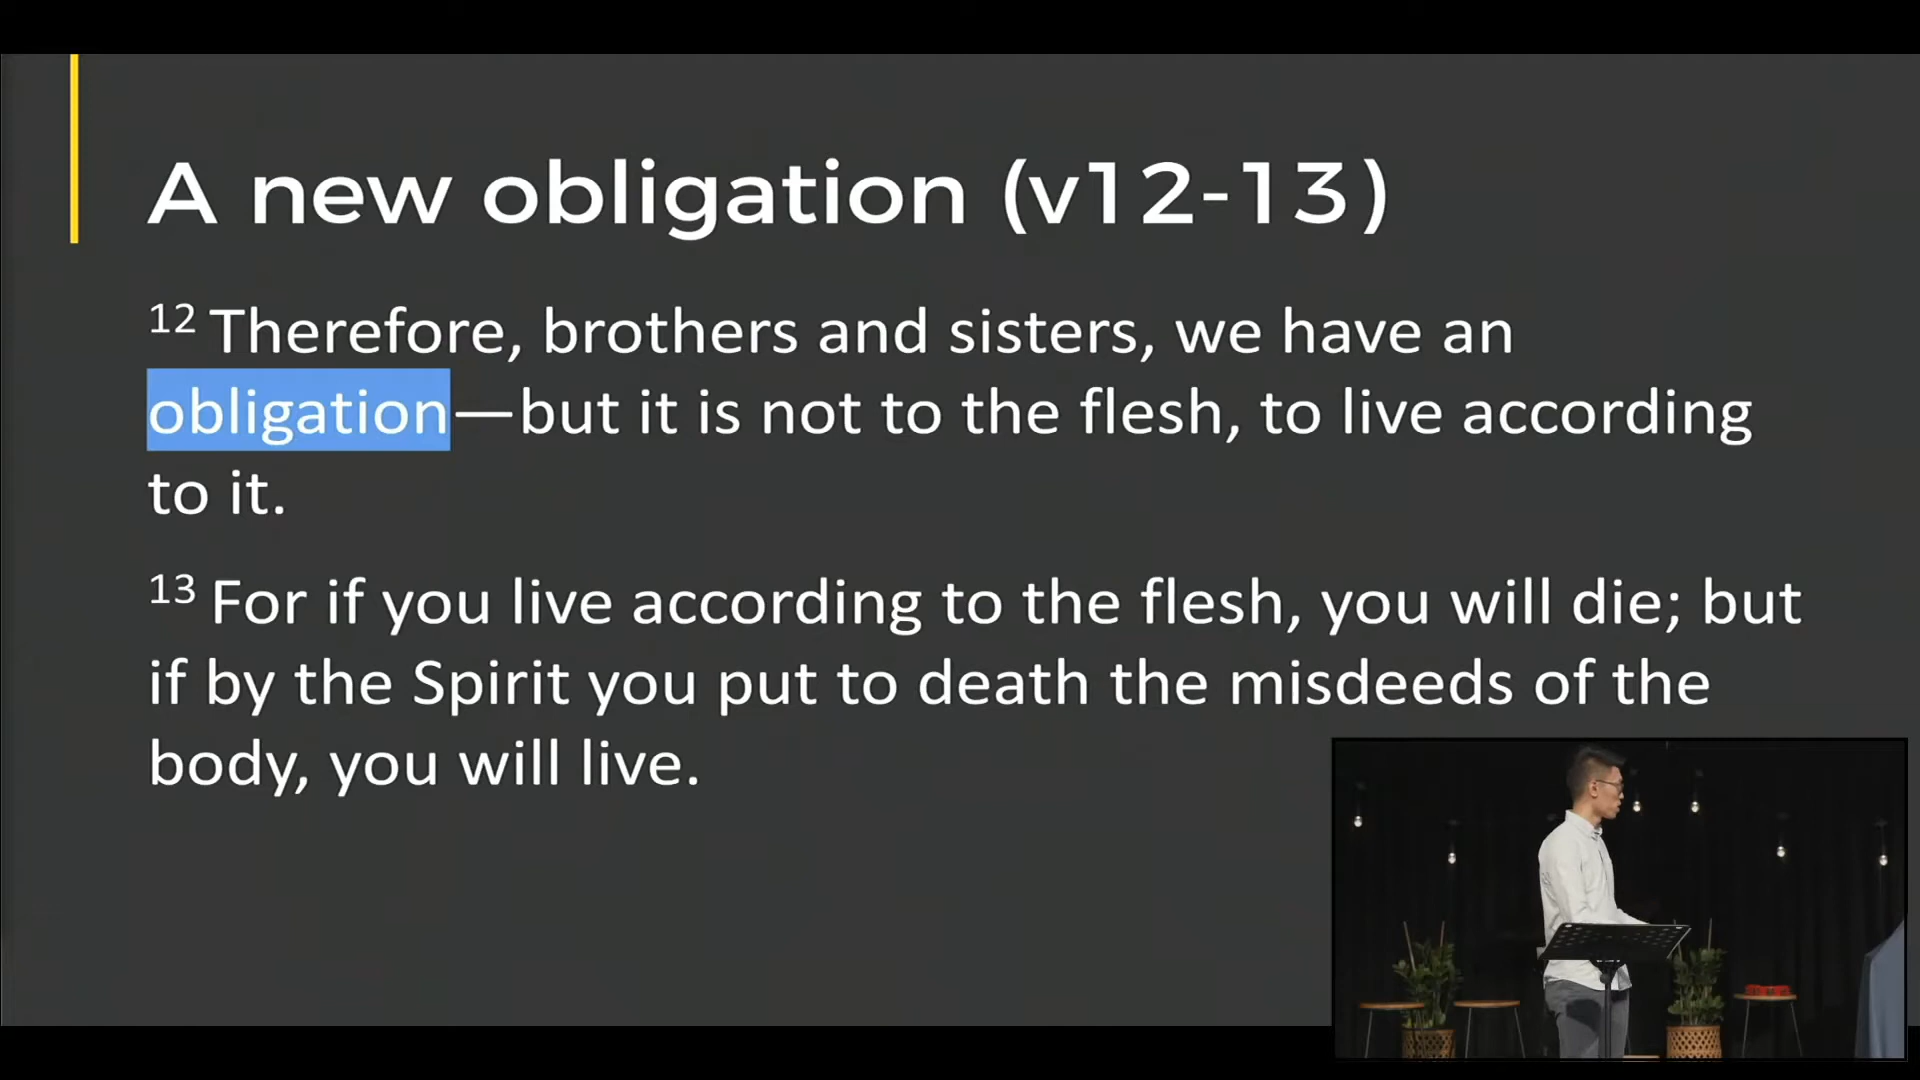 A new obligation (v12-13)
12 Therefore, brothers and sisters, we have an
obligation—but it is not to the flesh, to live according
to it.
13 For if you live according to the flesh, you will die; but
if by the Spirit you put to death the misdeeds of the
body, you will live.